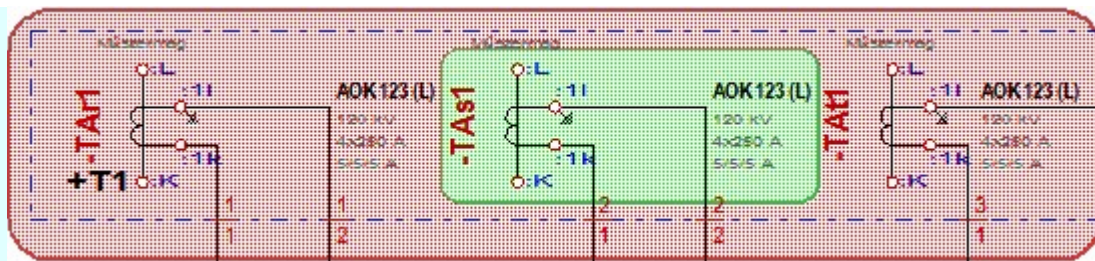 -TAr1
:L
:1l
:1k
:K
+T1
AOK123 (L)
120 kV
4x250 A
5/5/5 A
1
1
1
2
-TAs1
:L
:1l
:1k
:K
AOK123 (L)
120 kV
4x250 A
5/5/5 A
2
1
2
2
-TAt1
:L
:1l
:1k
:K
AOK123 (L)
120 kV
4x250 A
5/5/5 A
3
1